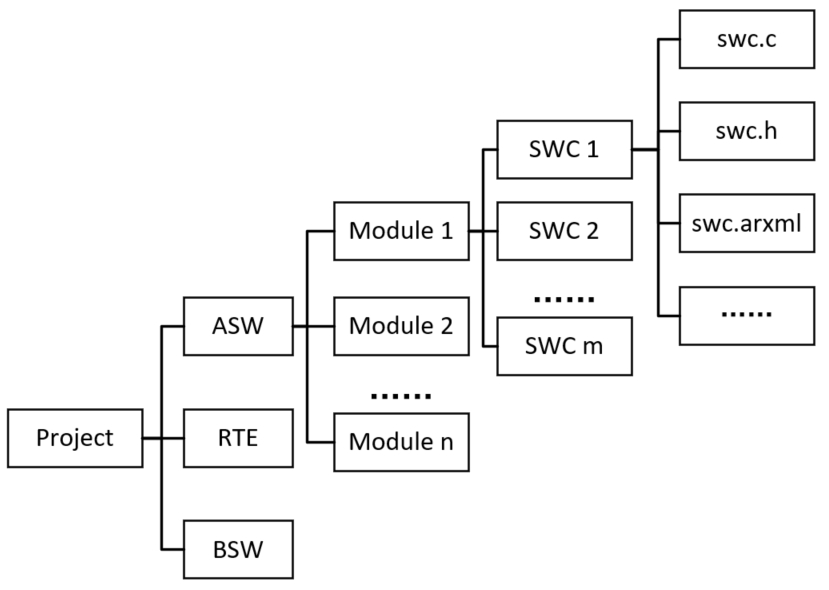 Project
ASW
RTE
BSW
Module 1
Module 2
......
Module n
SWC 1
SWC 2
......
SWC m
swc.c
swc.h
swc.arxml
......